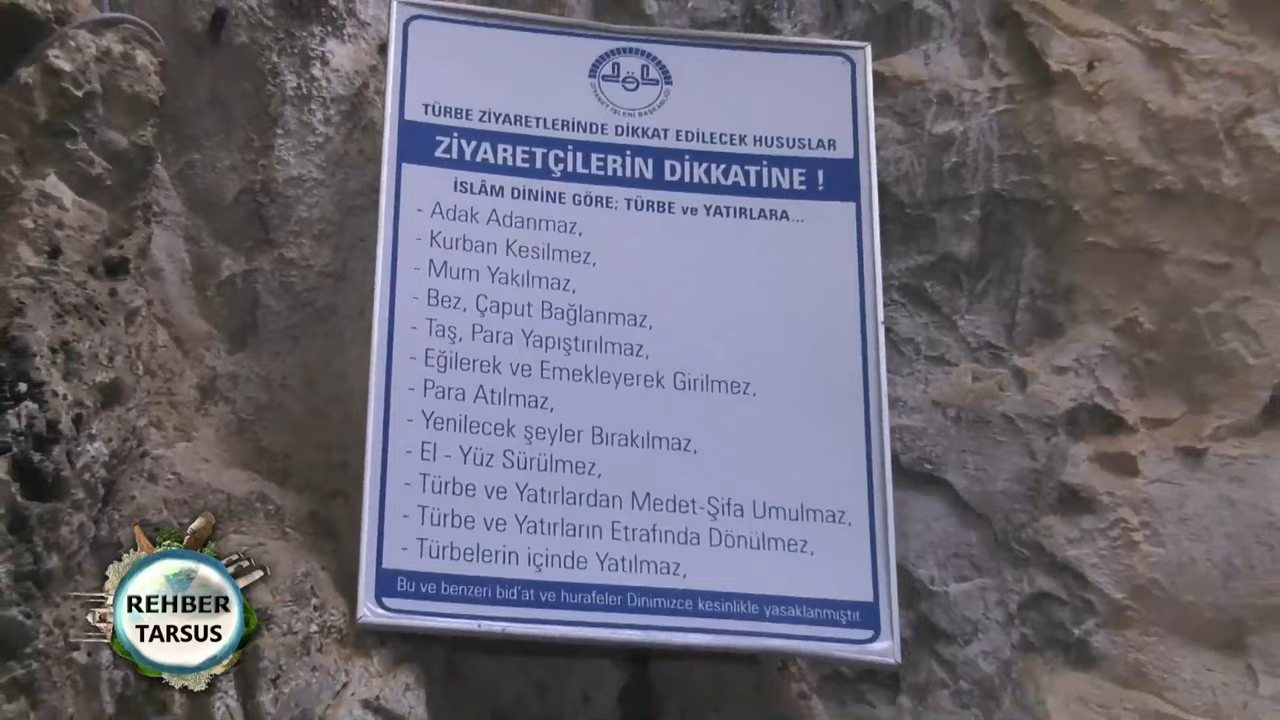 DİYANET İŞLERİ BAŞKANLIĞI
TÜRBE ZİYARETLERİNDE DİKKAT EDİLECEK HUSUSLAR
ZİYARETÇİLERİN DİKKATİNE !
İSLÂM DİNİNE GÖRE; TÜRBE ve YATIRLARA...
- Adak Adanmaz,
- Kurban Kesilmez,
- Mum Yakılmaz,
- Bez, Çaput Bağlanmaz,
- Taş, Para Yapıştırılmaz,
- Eğilerek ve Emekleyerek Girilmez,
- Para Atılmaz,
- Yenilecek şeyler Bırakılmaz,
- El - Yüz Sürülmez,
- Türbe ve Yatırlardan Medet-Şifa Umulmaz,
- Türbe ve Yatırların Etrafında Dönülmez,
- Türbelerin içinde Yatılmaz,
Bu ve benzeri bid'at ve hurafeler Dinimizce kesinlikle yasaklanmıştır
REHBER
TARSUS